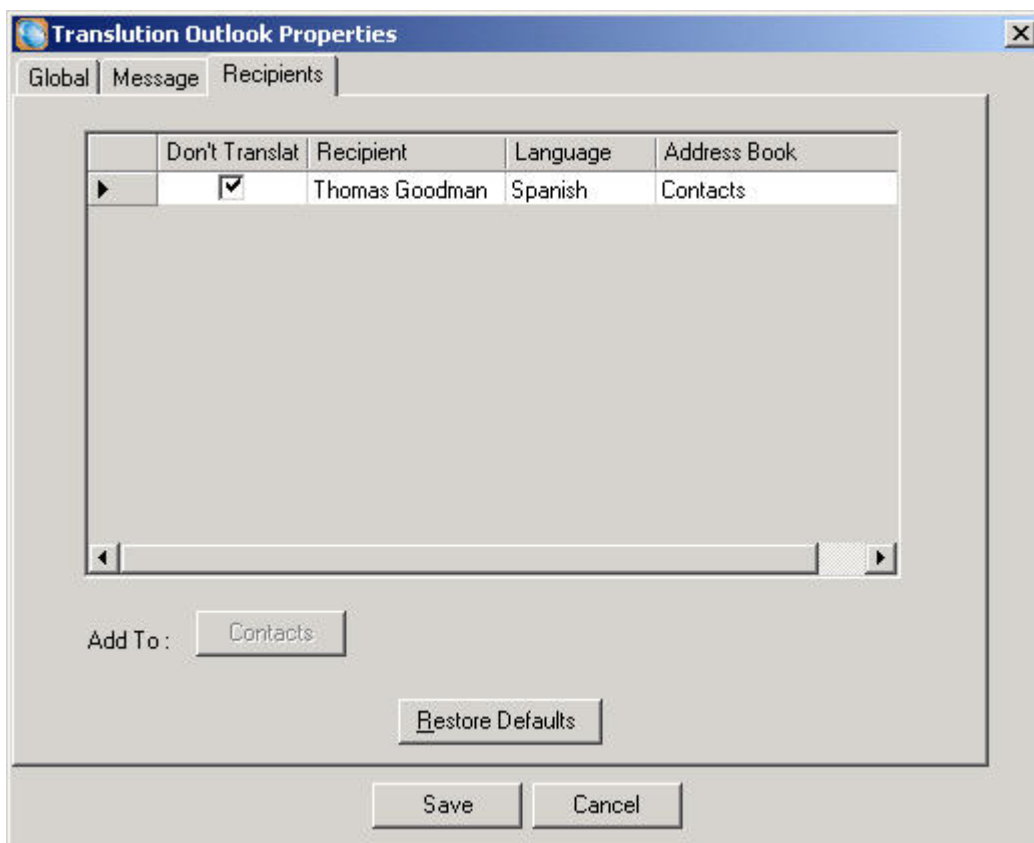 Translution Outlook Properties
Global Message Recipients
Don't Translat Recipient Language Address Book
Thomas Goodman Spanish Contacts
Add To : Contacts
Restore Defaults
Save Cancel